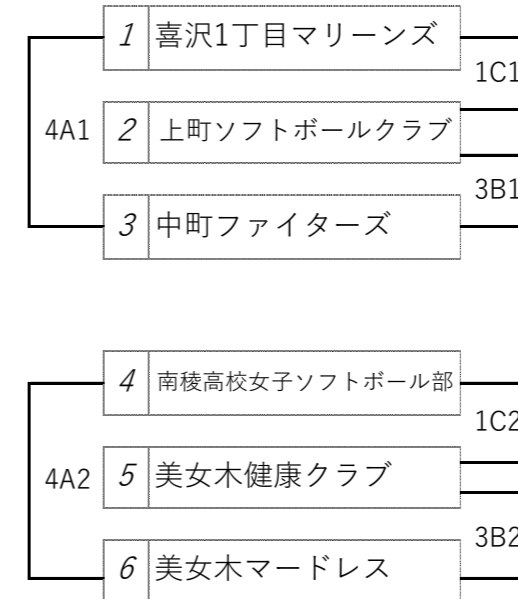 1 喜沢1丁目マリーンズ
1C1
4A1 2 上町ソフトボールクラブ
3B1
3 中町ファイターズ
4 南稜高校女子ソフトボール部
1C2
4A2 5 美女木健康クラブ
3B2
6 美女木マードレス